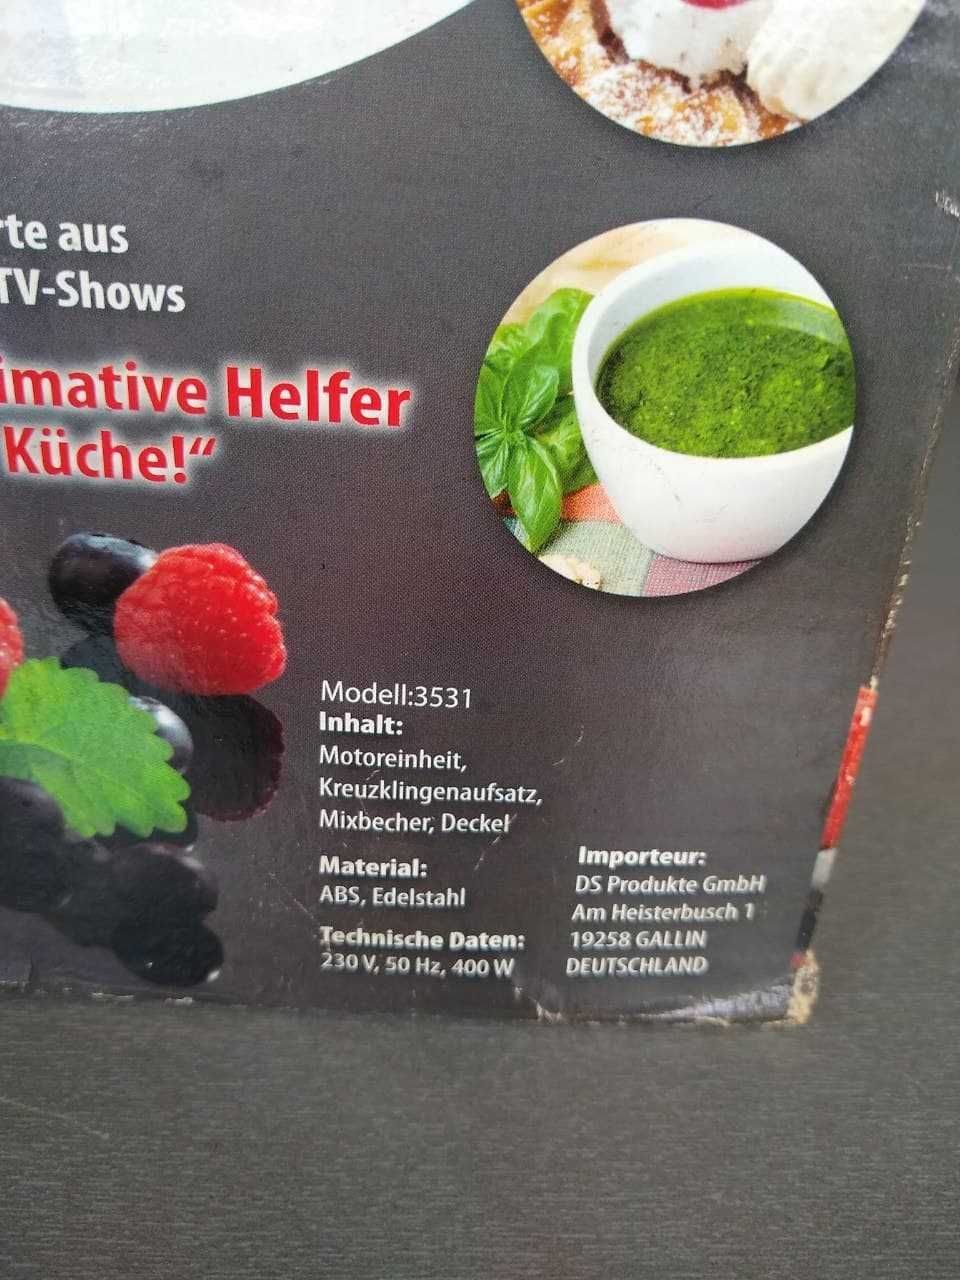 rte aus
TV-Shows
imative Helfer
Küche!“
Modell:3531
Inhalt:
Motoreinheit,
Kreuzklingenaufsatz,
Mixbecher, Deckel
Material:
ABS, Edelstahl
Technische Daten:
230 V, 50 Hz, 400 W
Importeur:
DS Produkte GmbH
Am Heisterbusch 1
19258 GALLIN
DEUTSCHLAND